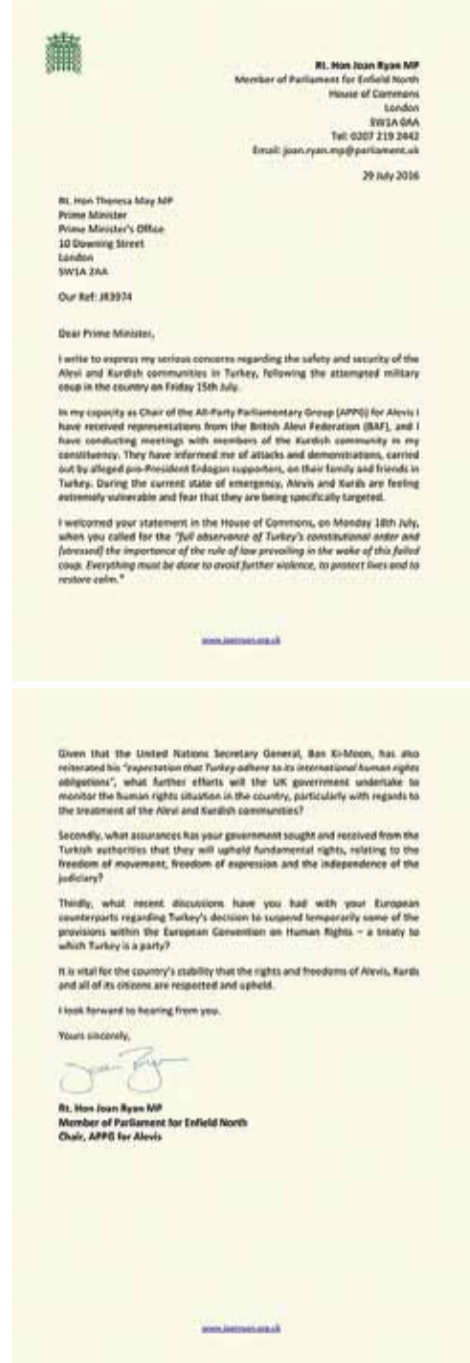 Rt. Hon Joan Ryan MP
Member of Parliament for Enfield North
House of Commons
London
SW1A 0AA
Tel: 0207 219 2442
Email: joan.ryan.mp@parliament.uk
29 July 2016
Rt. Hon Theresa May MP
Prime Minister
Prime Minister's Office
10 Downing Street
London
SW1A 2AA
Our Ref: JR3974
Dear Prime Minister,
I write to express my serious concerns regarding the safety and security of the
Alevi and Kurdish communities in Turkey, following the attempted military
coup in the country on Friday 15th July.
In my capacity as Chair of the All-Party Parliamentary Group (APPG) for Alevis I
have received representations from the British Alevi Federation (BAF), and I
have conducting meetings with members of the Kurdish community in my
constituency. They have informed me of attacks and demonstrations, carried
out by alleged pro-President Erdogan supporters, on their family and friends in
Turkey. During the current state of emergency, Alevis and Kurds are feeling
extremely vulnerable and fear that they are being specifically targeted.
I welcomed your statement in the House of Commons, on Monday 18th July,
when you called for the "full observance of Turkey's constitutional order and
[stressed] the importance of the rule of law prevailing in the wake of this failed
coup. Everything must be done to avoid further violence, to protect lives and to
restore calm."
www.joanryan.org.uk
Given that the United Nations Secretary General, Ban Ki-Moon, has also
reiterated his "expectation that Turkey adhere to its international human rights
obligations", what further efforts will the UK government undertake to
monitor the human rights situation in the country, particularly with regards to
the treatment of the Alevi and Kurdish communities?
Secondly, what assurances has your government sought and received from the
Turkish authorities that they will uphold fundamental rights, relating to the
freedom of movement, freedom of expression and the independence of the
judiciary?
Thirdly, what recent discussions have you had with your European
counterparts regarding Turkey's decision to suspend temporarily some of the
provisions within the European Convention on Human Rights – a treaty to
which Turkey is a party?
It is vital for the country's stability that the rights and freedoms of Alevis, Kurds
and all of its citizens are respected and upheld.
I look forward to hearing from you.
Yours sincerely,
Joan Ryan
Rt. Hon Joan Ryan MP
Member of Parliament for Enfield North
Chair, APPG for Alevis
www.joanryan.org.uk